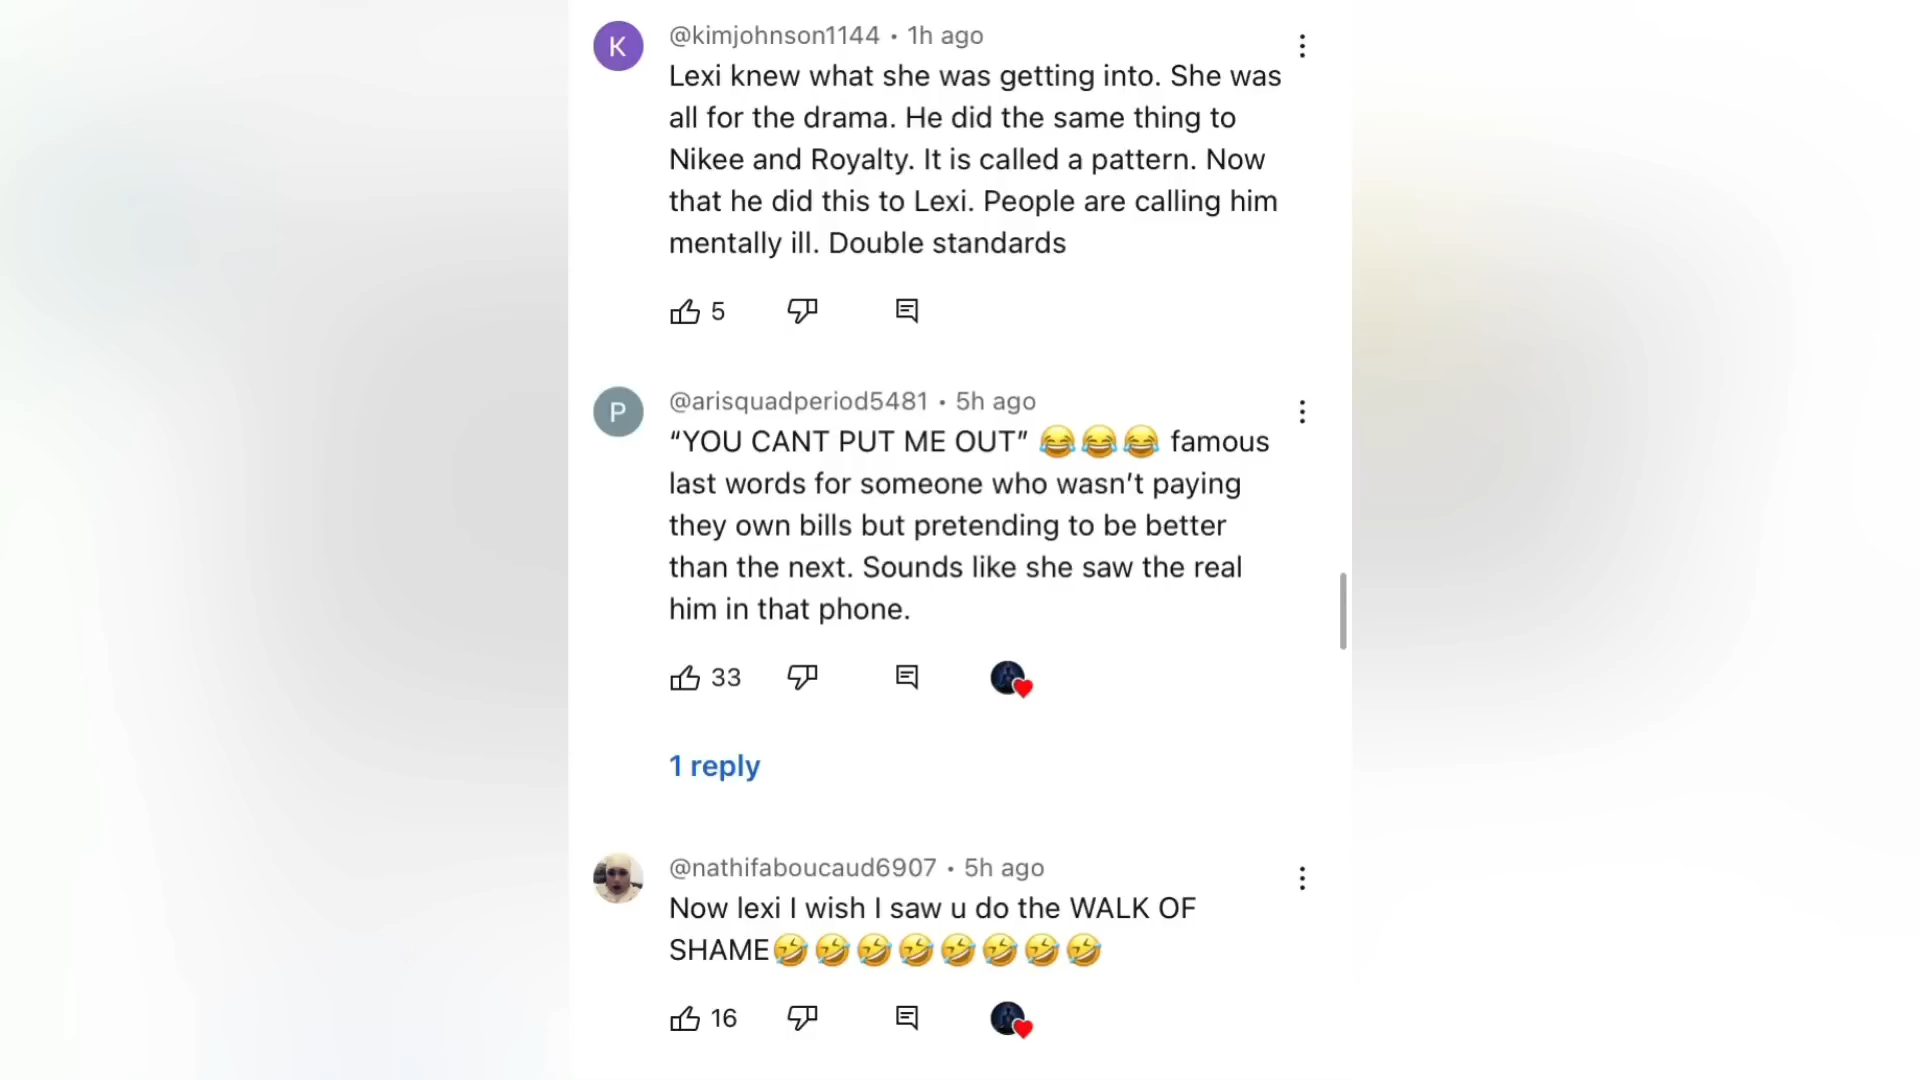 K
@kimjohnson1144 • 1h ago
Lexi knew what she was getting into. She was
all for the drama. He did the same thing to
Nikee and Royalty. It is called a pattern. Now
that he did this to Lexi. People are calling him
mentally ill. Double standards
5
P
@arisquadperiod5481 • 5h ago
“YOU CANT PUT ME OUT” 😂😂😂 famous
last words for someone who wasn’t paying
they own bills but pretending to be better
than the next. Sounds like she saw the real
him in that phone.
33
1 reply
@nathifaboucaud6907 • 5h ago
Now lexi I wish I saw u do the WALK OF
SHAME🤣🤣🤣🤣🤣🤣🤣🤣
16